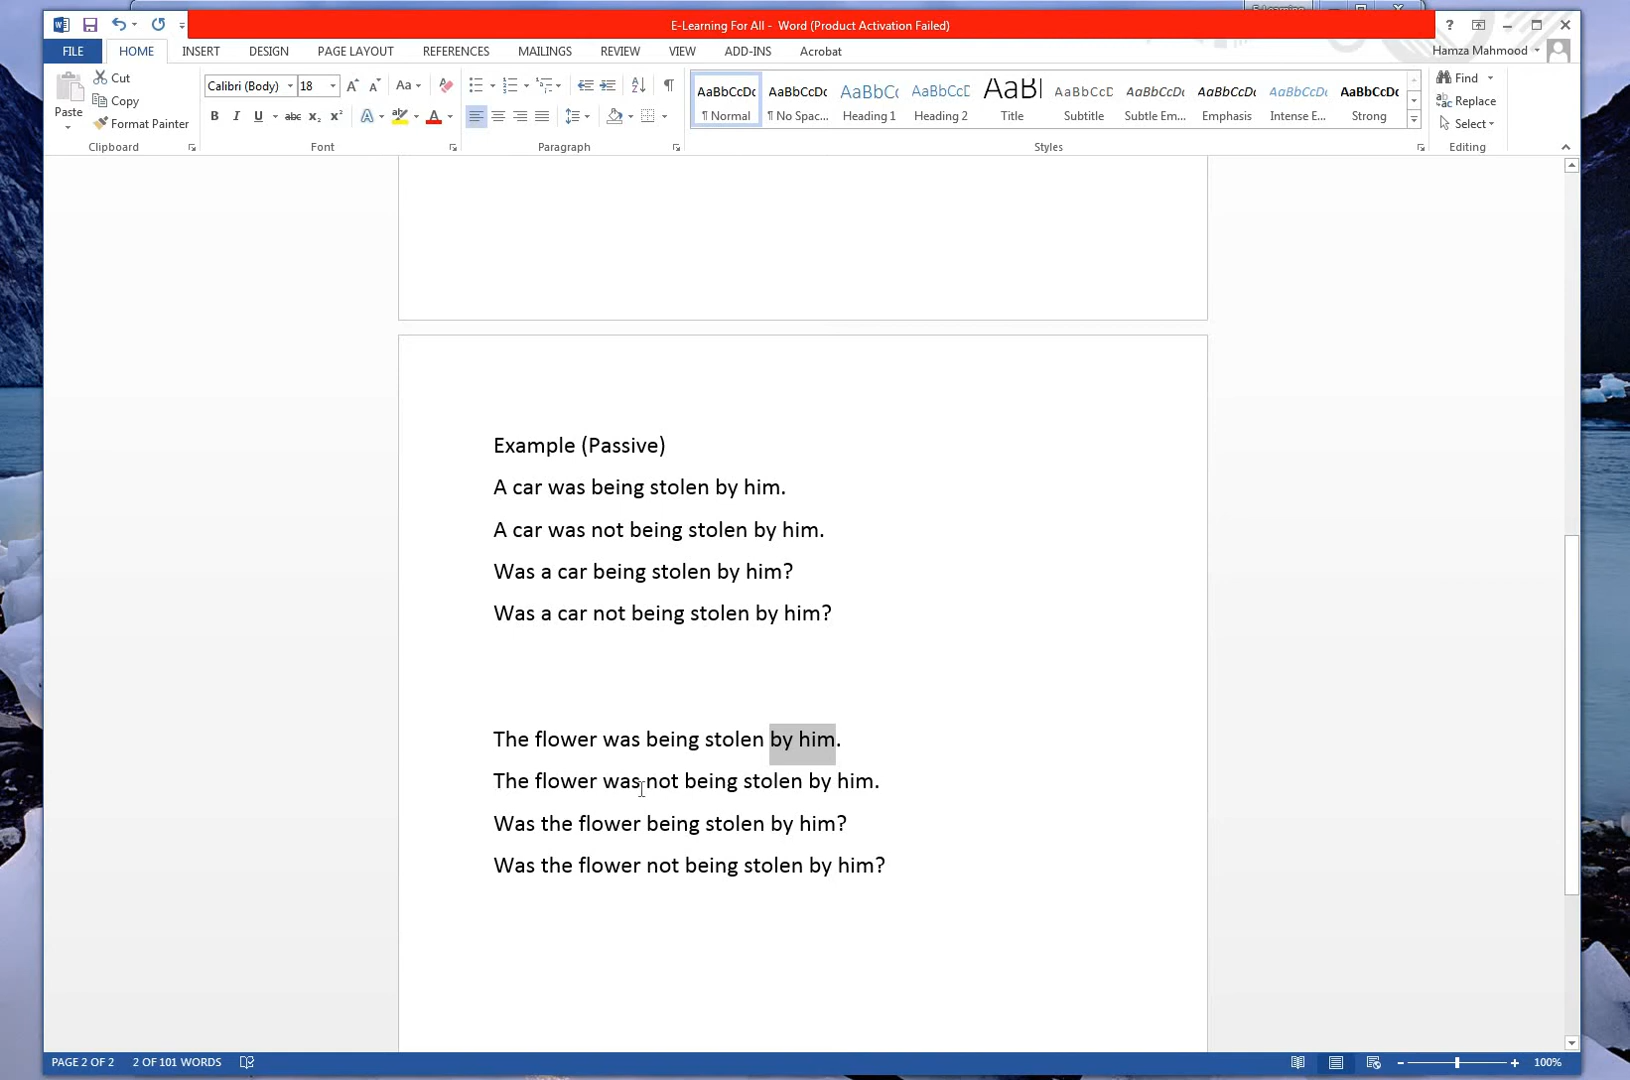 E-Learning For All - Word (Product Activation Failed)
FILE HOME INSERT DESIGN PAGE LAYOUT REFERENCES MAILINGS REVIEW VIEW ADD-INS Acrobat
Hamza Mahmood
Paste
Cut
Copy
Format Painter
Clipboard
Calibri (Body) 18
Font
Paragraph
AaBbCcDc AaBbCcDc AaBbCc AaBbCcD AaBl AaBbCcD AaBbCcDc AaBbCcDc AaBbCcDc AaBbCcDc
¶ Normal ¶ No Spac... Heading 1 Heading 2 Title Subtitle Subtle Em... Emphasis Intense E... Strong
Styles
Find
Replace
Select
Editing
Example (Passive)
A car was being stolen by him.
A car was not being stolen by him.
Was a car being stolen by him?
Was a car not being stolen by him?
The flower was being stolen by him.
The flower was not being stolen by him.
Was the flower being stolen by him?
Was the flower not being stolen by him?
PAGE 2 OF 2 2 OF 101 WORDS 100%